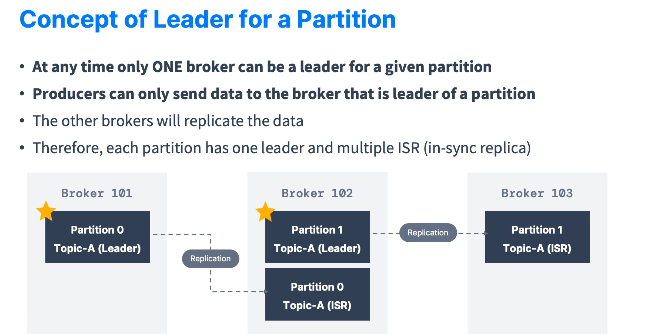 Concept of Leader for a Partition
• At any time only ONE broker can be a leader for a given partition
• Producers can only send data to the broker that is leader of a partition
• The other brokers will replicate the data
• Therefore, each partition has one leader and multiple ISR (in-sync replica)
Broker 101
Partition 0
Topic-A (Leader)
Replication
Broker 102
Partition 1
Topic-A (Leader)
Partition 0
Topic-A (ISR)
Replication
Broker 103
Partition 1
Topic-A (ISR)